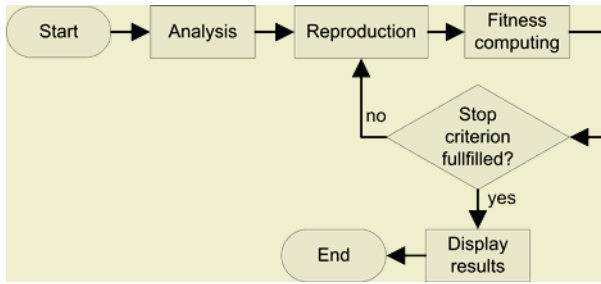 Start
Analysis
Reproduction
Fitness
computing
Stop
criterion
fullfilled?
no
yes
Display
results
End